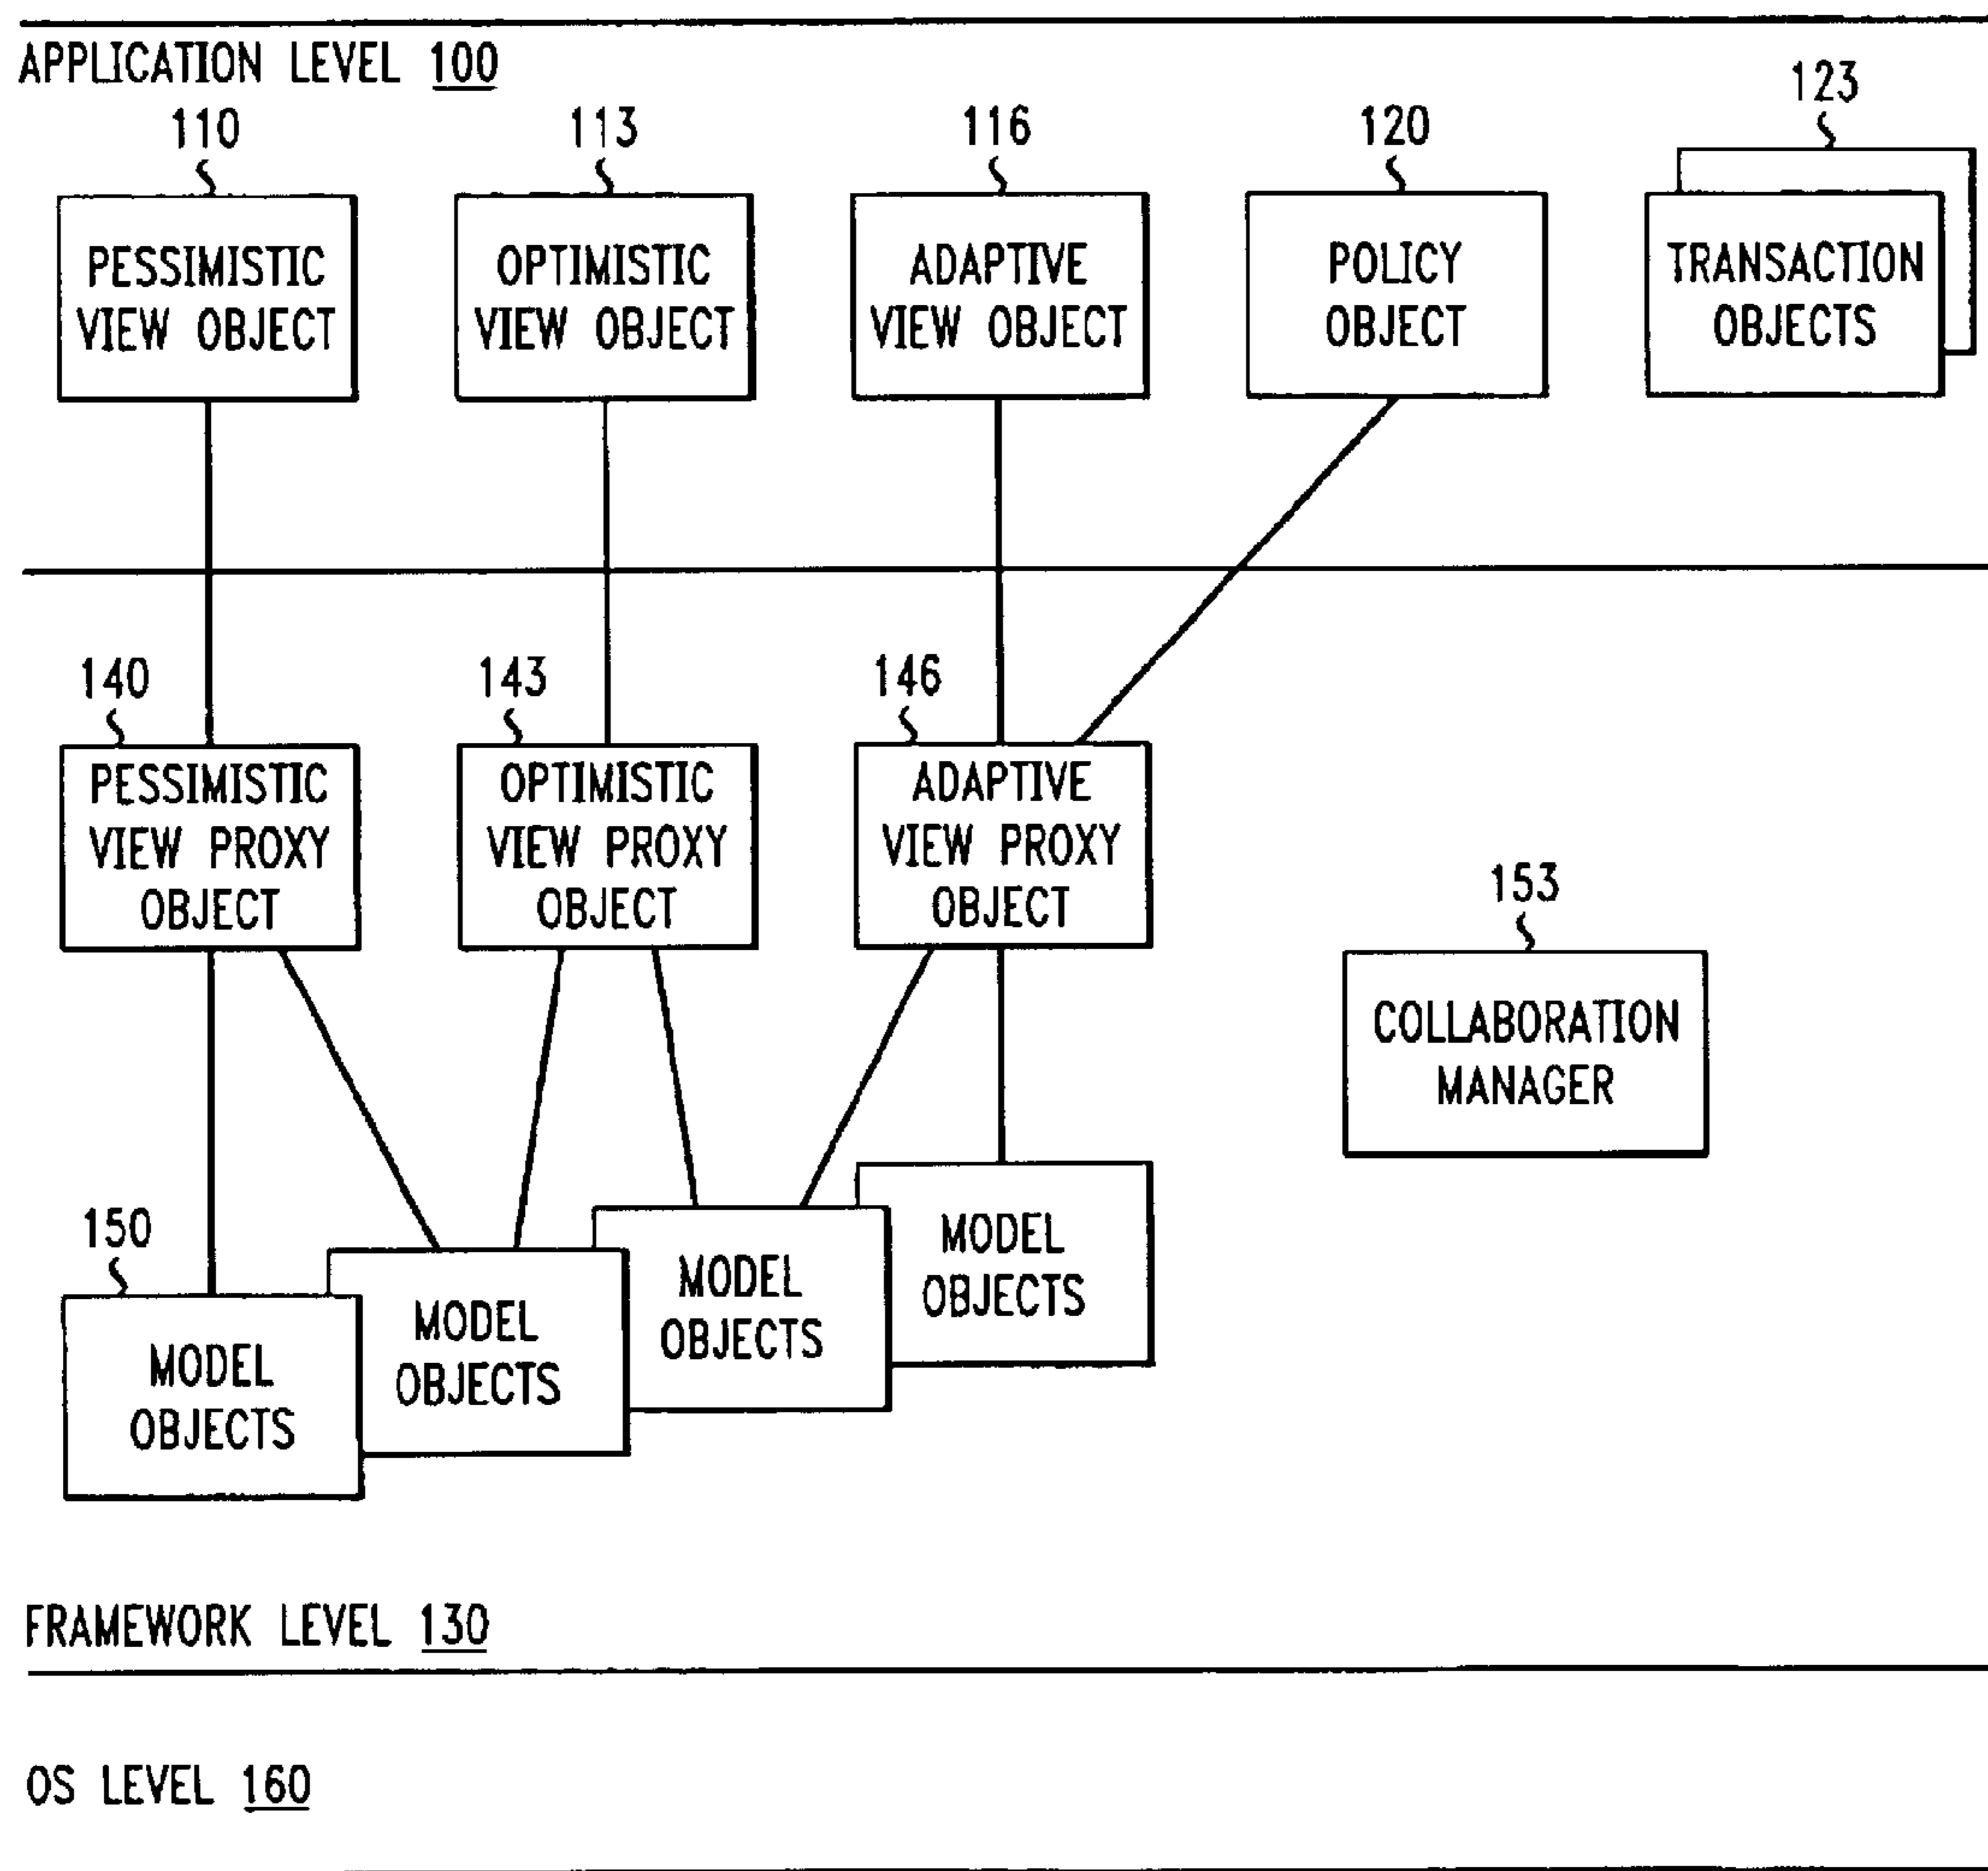 APPLICATION LEVEL 100
110
113
116
120
123
PESSIMISTIC
VIEW OBJECT
OPTIMISTIC
VIEW OBJECT
ADAPTIVE
VIEW OBJECT
POLICY
OBJECT
TRANSACTION
OBJECTS
140
143
146
PESSIMISTIC
VIEW PROXY
OBJECT
OPTIMISTIC
VIEW PROXY
OBJECT
ADAPTIVE
VIEW PROXY
OBJECT
153
COLLABORATION
MANAGER
150
MODEL
OBJECTS
MODEL
OBJECTS
MODEL
OBJECTS
MODEL
OBJECTS
FRAMEWORK LEVEL 130
OS LEVEL 160